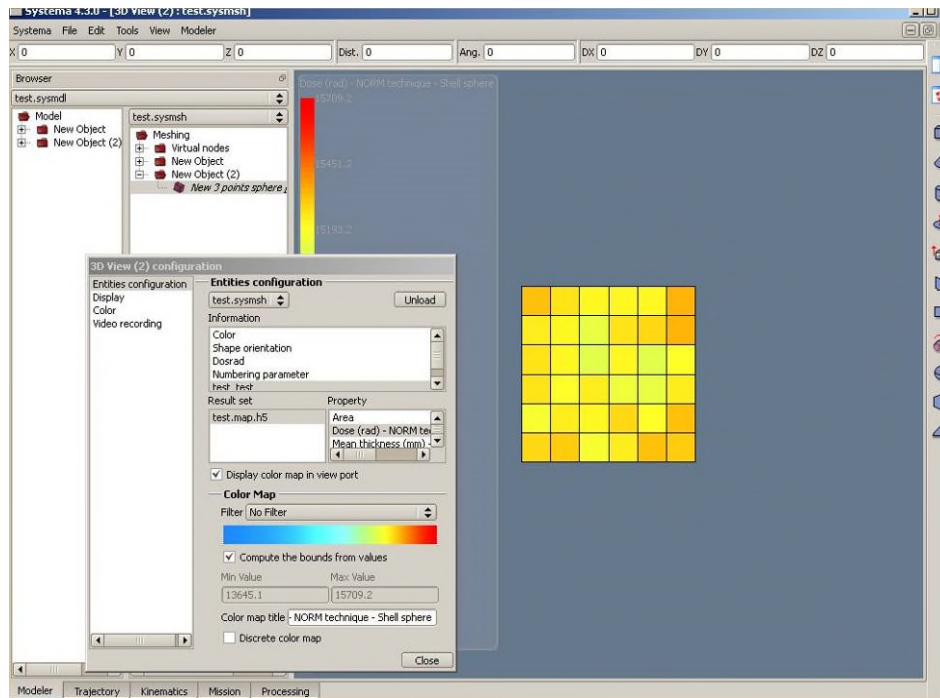 Systema 4.3.0 - [3D View (2) : test.sysmsh]
Systema File Edit Tools View Modeler
X 0 Y 0 Z 0 Dist. 0 Ang. 0 DX 0 DY 0 DZ 0
Browser
test.sysmdl
Model
New Object
New Object (2)
test.sysmsh
Meshing
Virtual nodes
New Object
New Object (2)
New 3 points sphere
Dose (rad) - NORM technique - Shell sphere
15709.2
15451.2
15193.2
3D View (2) configuration
Entities configuration
Display
Color
Video recording
Entities configuration
test.sysmsh Unload
Information
Color
Shape orientation
Dosrad
Numbering parameter
test test
Result set Property
test.map.h5
Area
Dose (rad) - NORM te
Mean thickness (mm) -
Display color map in view port
Color Map
Filter No Filter
Compute the bounds from values
Min Value Max Value
13645.1 15709.2
Color map title - NORM technique - Shell sphere
Discrete color map
Close
Modeler Trajectory Kinematics Mission Processing